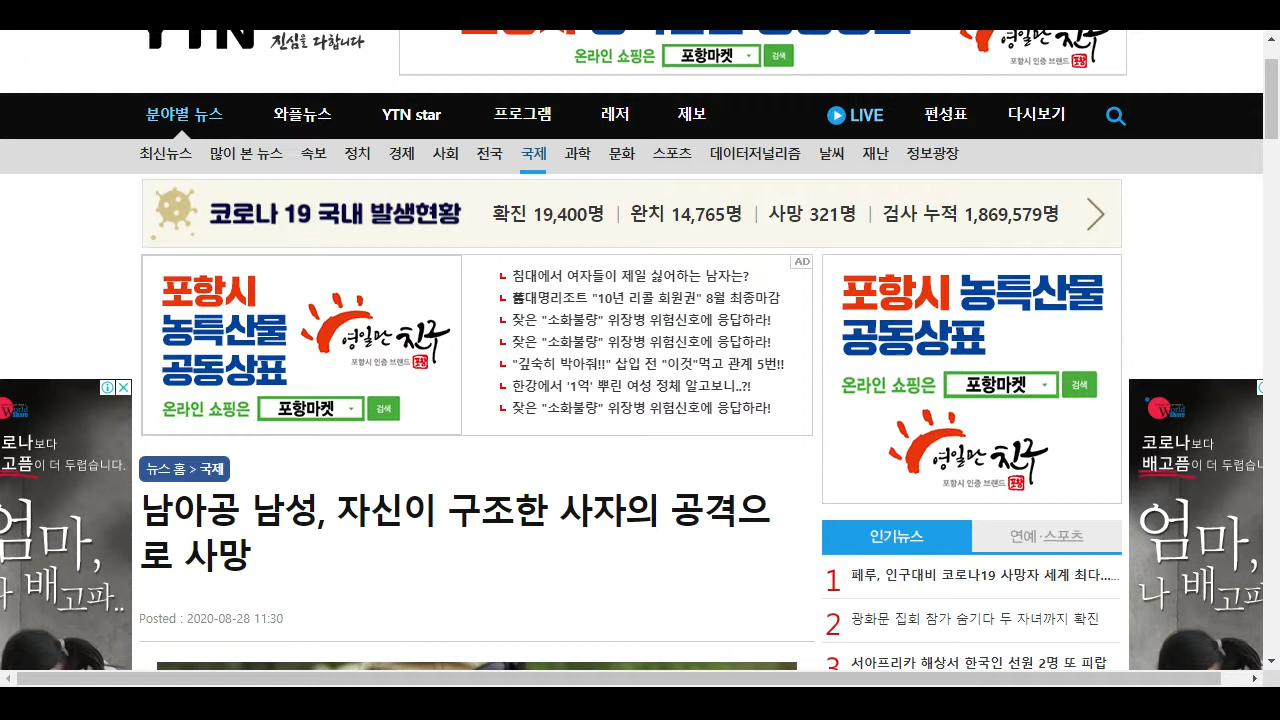 YTN 진심을 다합니다
온라인 쇼핑은 포항마켓 검색
영일만 친구
포항시 인증 브랜드
분야별 뉴스 와플뉴스 YTN star 프로그램 레저 제보 LIVE 편성표 다시보기
최신뉴스 많이 본 뉴스 속보 정치 경제 사회 전국 국제 과학 문화 스포츠 데이터저널리즘 날씨 재난 정보광장
코로나 19 국내 발생현황 확진 19,400명 | 완치 14,765명 | 사망 321명 | 검사 누적 1,869,579명
포항시
농특산물
공동상표
영일만 친구
포항시 인증 브랜드
온라인 쇼핑은 포항마켓 검색
AD
침대에서 여자들이 제일 싫어하는 남자는?
舊대명리조트 "10년 리콜 회원권" 8월 최종마감
잦은 "소화불량" 위장병 위험신호에 응답하라!
잦은 "소화불량" 위장병 위험신호에 응답하라!
"깊숙히 박아줘!!" 삽입 전 "이것"먹고 관계 5번!!
한강에서 '1억' 뿌린 여성 정체 알고보니..?!
잦은 "소화불량" 위장병 위험신호에 응답하라!
포항시 농특산물
공동상표
온라인 쇼핑은 포항마켓 검색
영일만 친구
포항시 인증 브랜드
World Share
로나보다
고픔이 더 두렵습니다.
엄마,
나 배고파..
뉴스 홈 > 국제
남아공 남성, 자신이 구조한 사자의 공격으
로 사망
Posted : 2020-08-28 11:30
인기뉴스 연예·스포츠
1 페루, 인구대비 코로나19 사망자 세계 최다...…
2 광화문 집회 참가 숨기다 두 자녀까지 확진
3 서아프리카 해상서 한국인 선원 2명 또 피랍
World Share
코로나보다
배고픔이 더 두렵습
엄마,
나 배고파